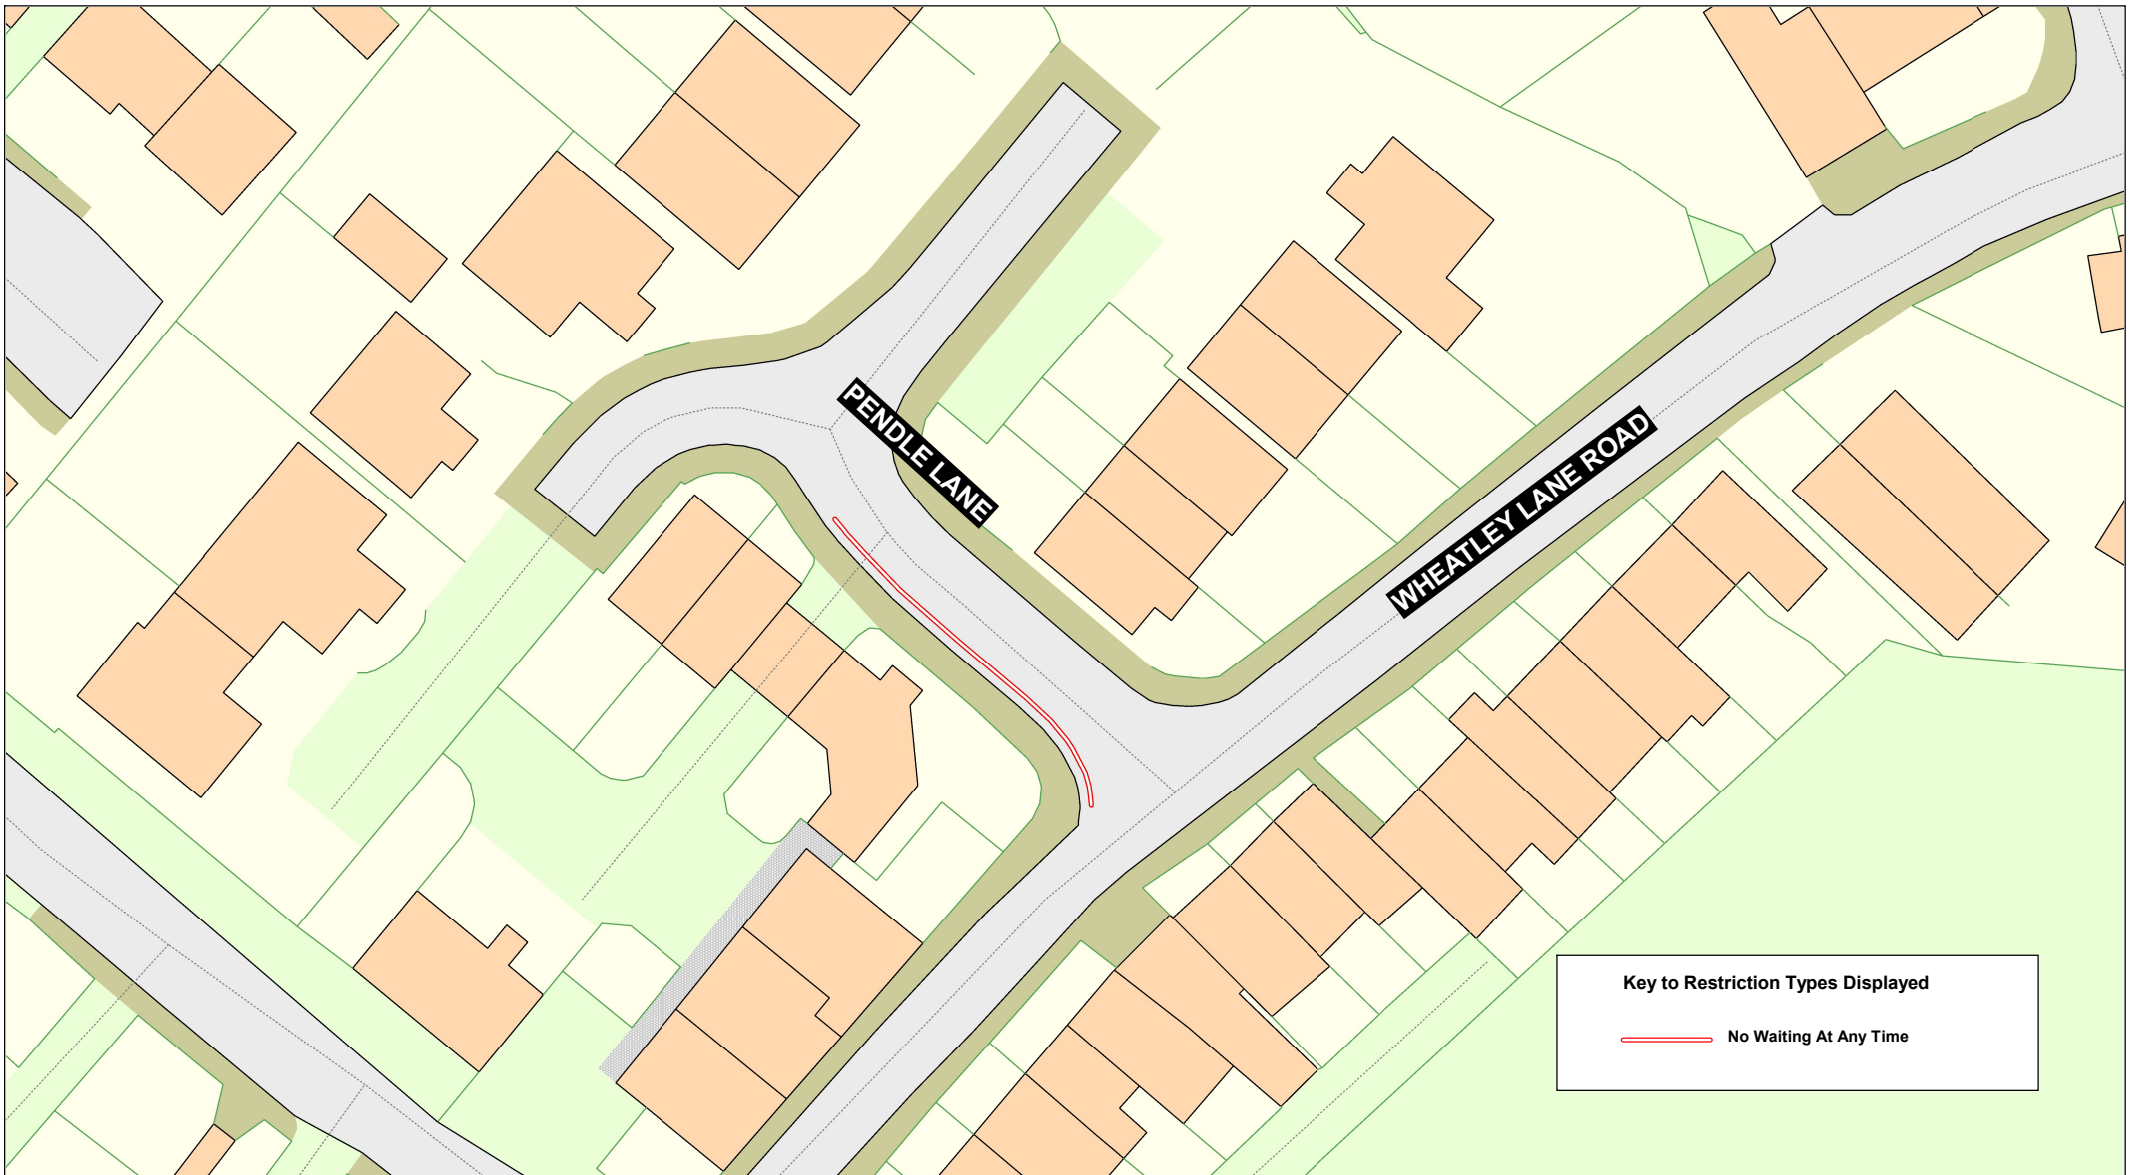 PENDLE LANE
WHEATLEY LANE ROAD
Key to Restriction Types Displayed
No Waiting At Any Time